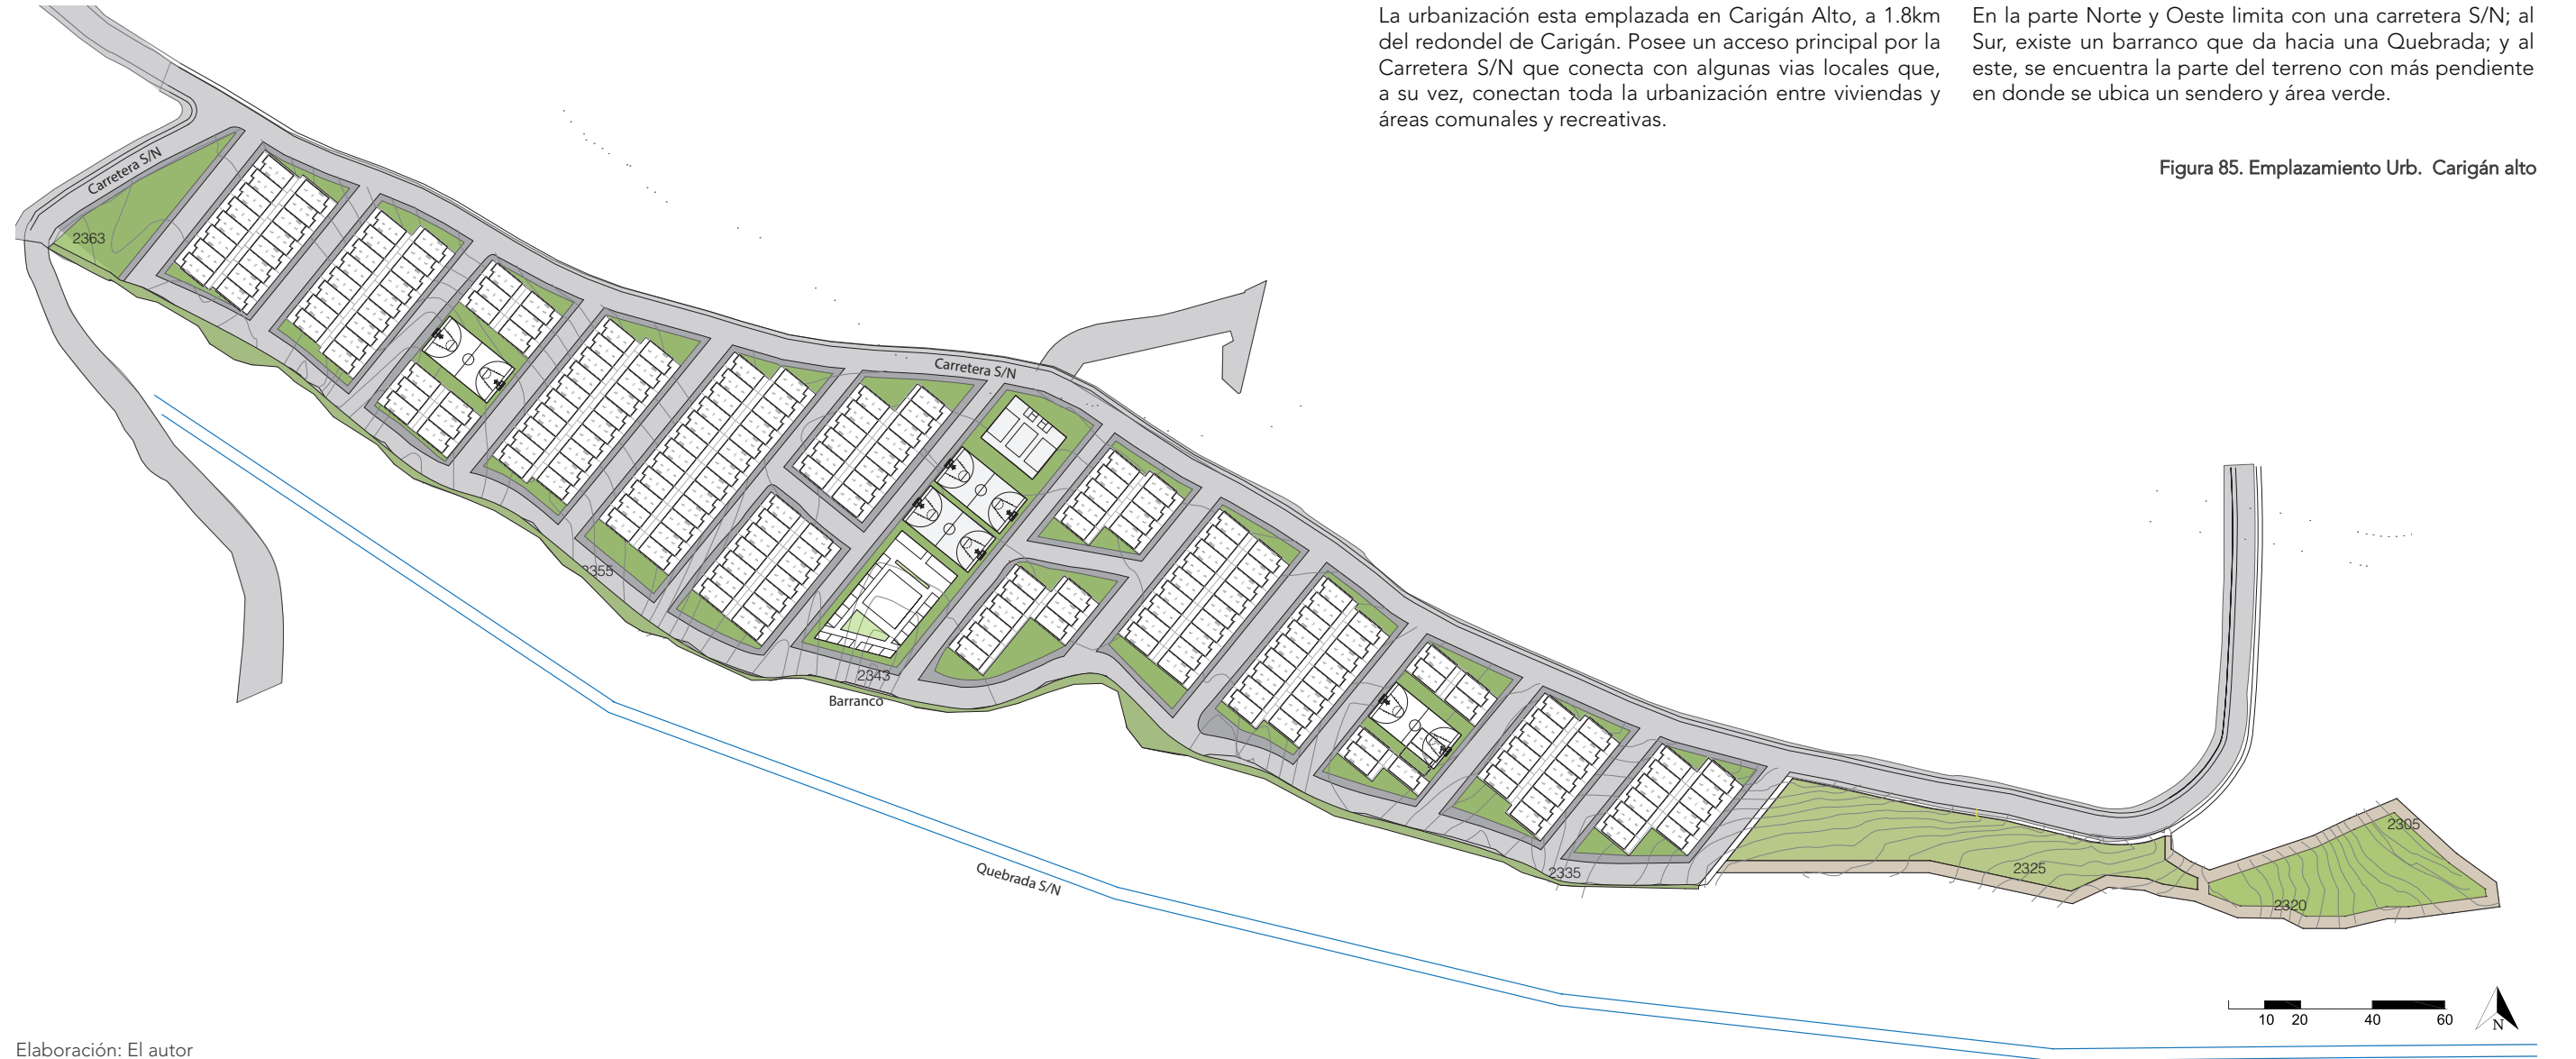 La urbanización esta emplazada en Carigán Alto, a 1.8km
del redondel de Carigán. Posee un acceso principal por la
Carretera S/N que conecta con algunas vias locales que,
a su vez, conectan toda la urbanización entre viviendas y
áreas comunales y recreativas.
En la parte Norte y Oeste limita con una carretera S/N; al
Sur, existe un barranco que da hacia una Quebrada; y al
este, se encuentra la parte del terreno con más pendiente
en donde se ubica un sendero y área verde.
Figura 85. Emplazamiento Urb. Carigán alto
Carretera S/N
2363
Carretera S/N
2355
2343
Barranco
Quebrada S/N
2335
2325
2305
2320
10 20 40 60
N
Elaboración: El autor